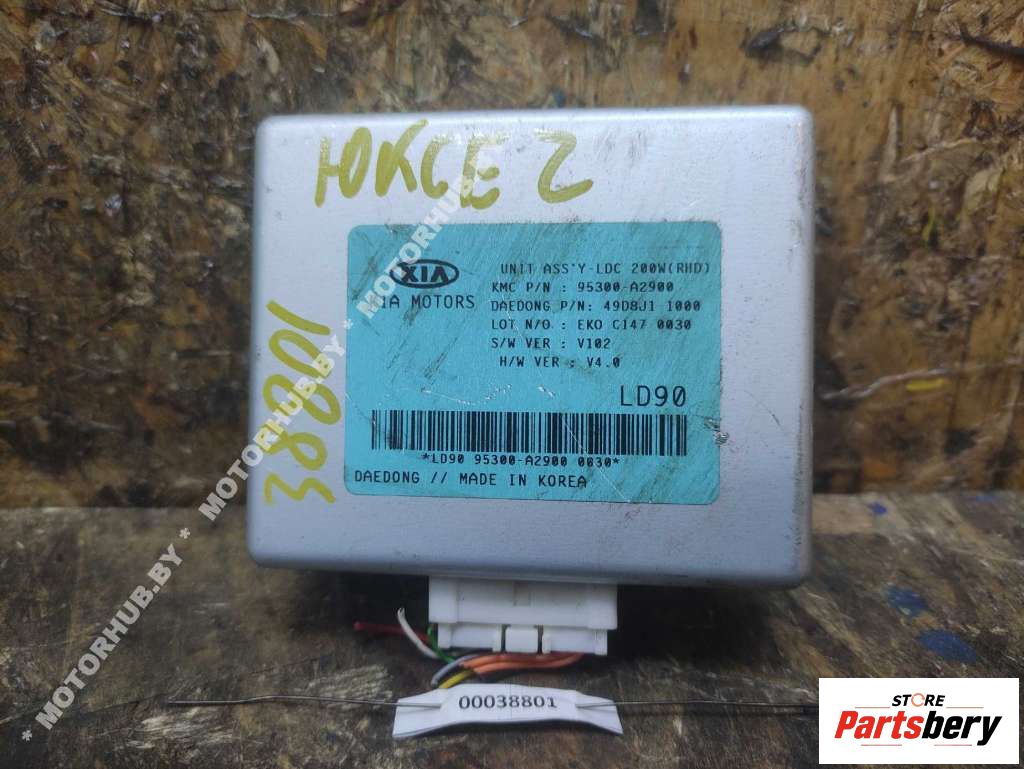 ЮКСЕЕ 2
38801
KIA
KIA MOTORS
UNIT ASS'Y-LDC 200W(RHD)
KMC P/N : 95300-A2900
DAEDONG P/N: 49D8J1 1000
LOT N/O : EKO C147 0030
S/W VER : V102
H/W VER : V4.0
LD90
*LD90 95300-A2900 0030*
DAEDONG // MADE IN KOREA
00038801
* MOTORHUB.BY * MOTORHUB.BY * MOTORHUB.BY * MOTORHUB
STORE
Partsbery